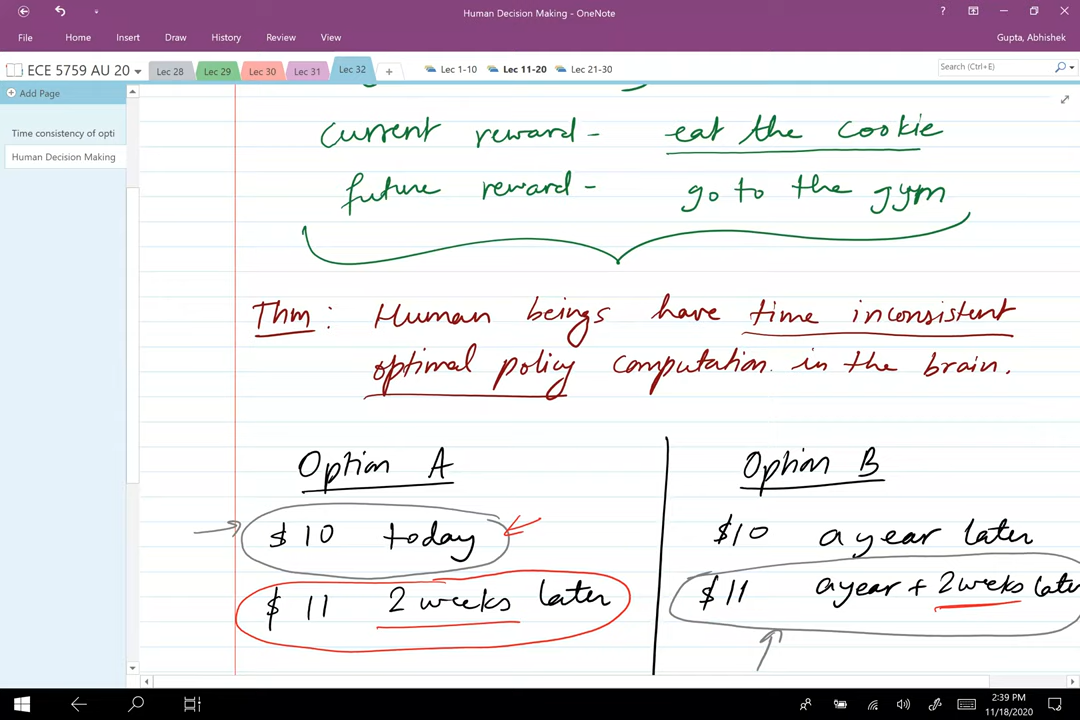 Human Decision Making - OneNote
Gupta, Abhishek
File Home Insert Draw History Review View
ECE 5759 AU 20
Lec 28 Lec 29 Lec 30 Lec 31 Lec 32
Lec 1-10 Lec 11-20 Lec 21-30
Search (Ctrl+E)
Add Page
Time consistency of opti
Human Decision Making
current reward - eat the cookie
future reward - go to the gym
Thm: Human beings have time inconsistent
optimal policy computation in the brain.
Option A
$10 today
$11 2 weeks later
Option B
$10 a year later
$11 a year + 2 weeks later
2:39 PM
11/18/2020